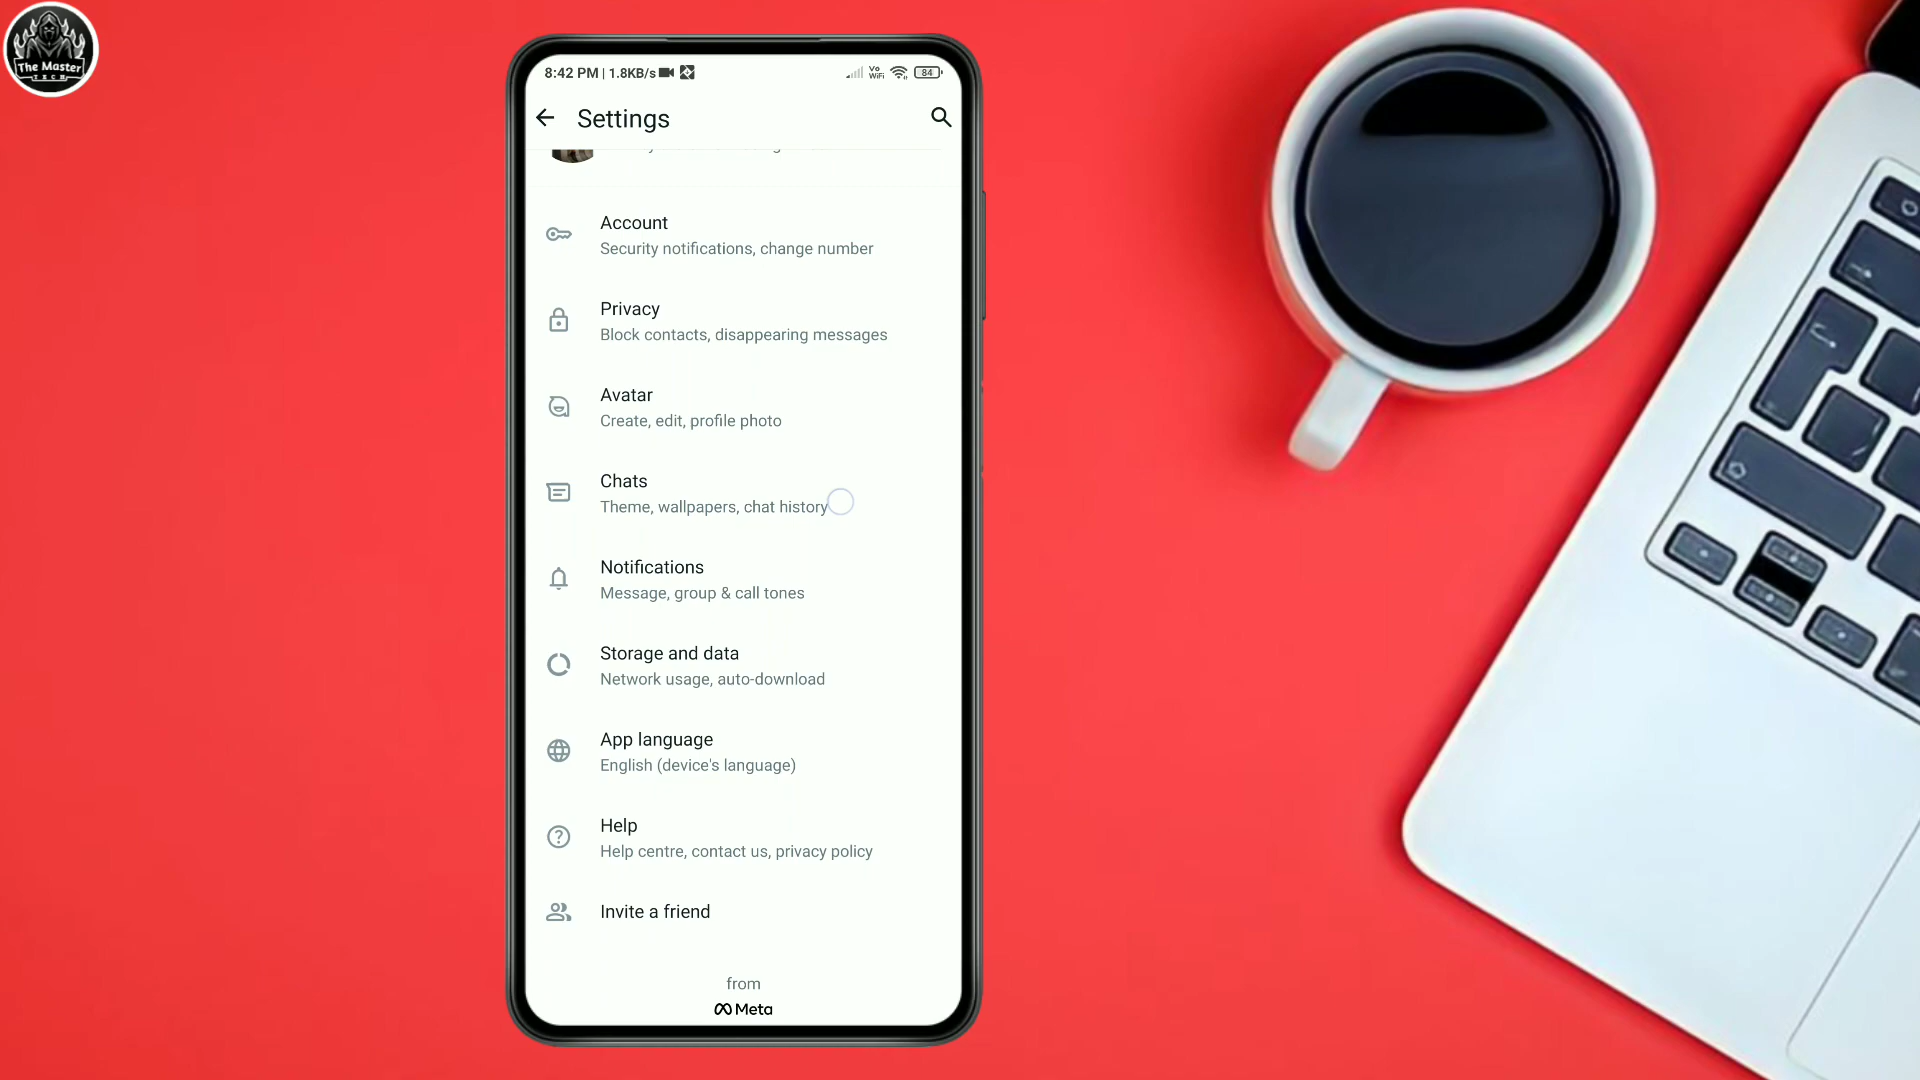 The Master
TECH
8:42 PM | 1.8KB/s
Vo
WiFi
84
Settings
Account
Security notifications, change number
Privacy
Block contacts, disappearing messages
Avatar
Create, edit, profile photo
Chats
Theme, wallpapers, chat history
Notifications
Message, group & call tones
Storage and data
Network usage, auto-download
App language
English (device's language)
Help
Help centre, contact us, privacy policy
Invite a friend
from
Meta